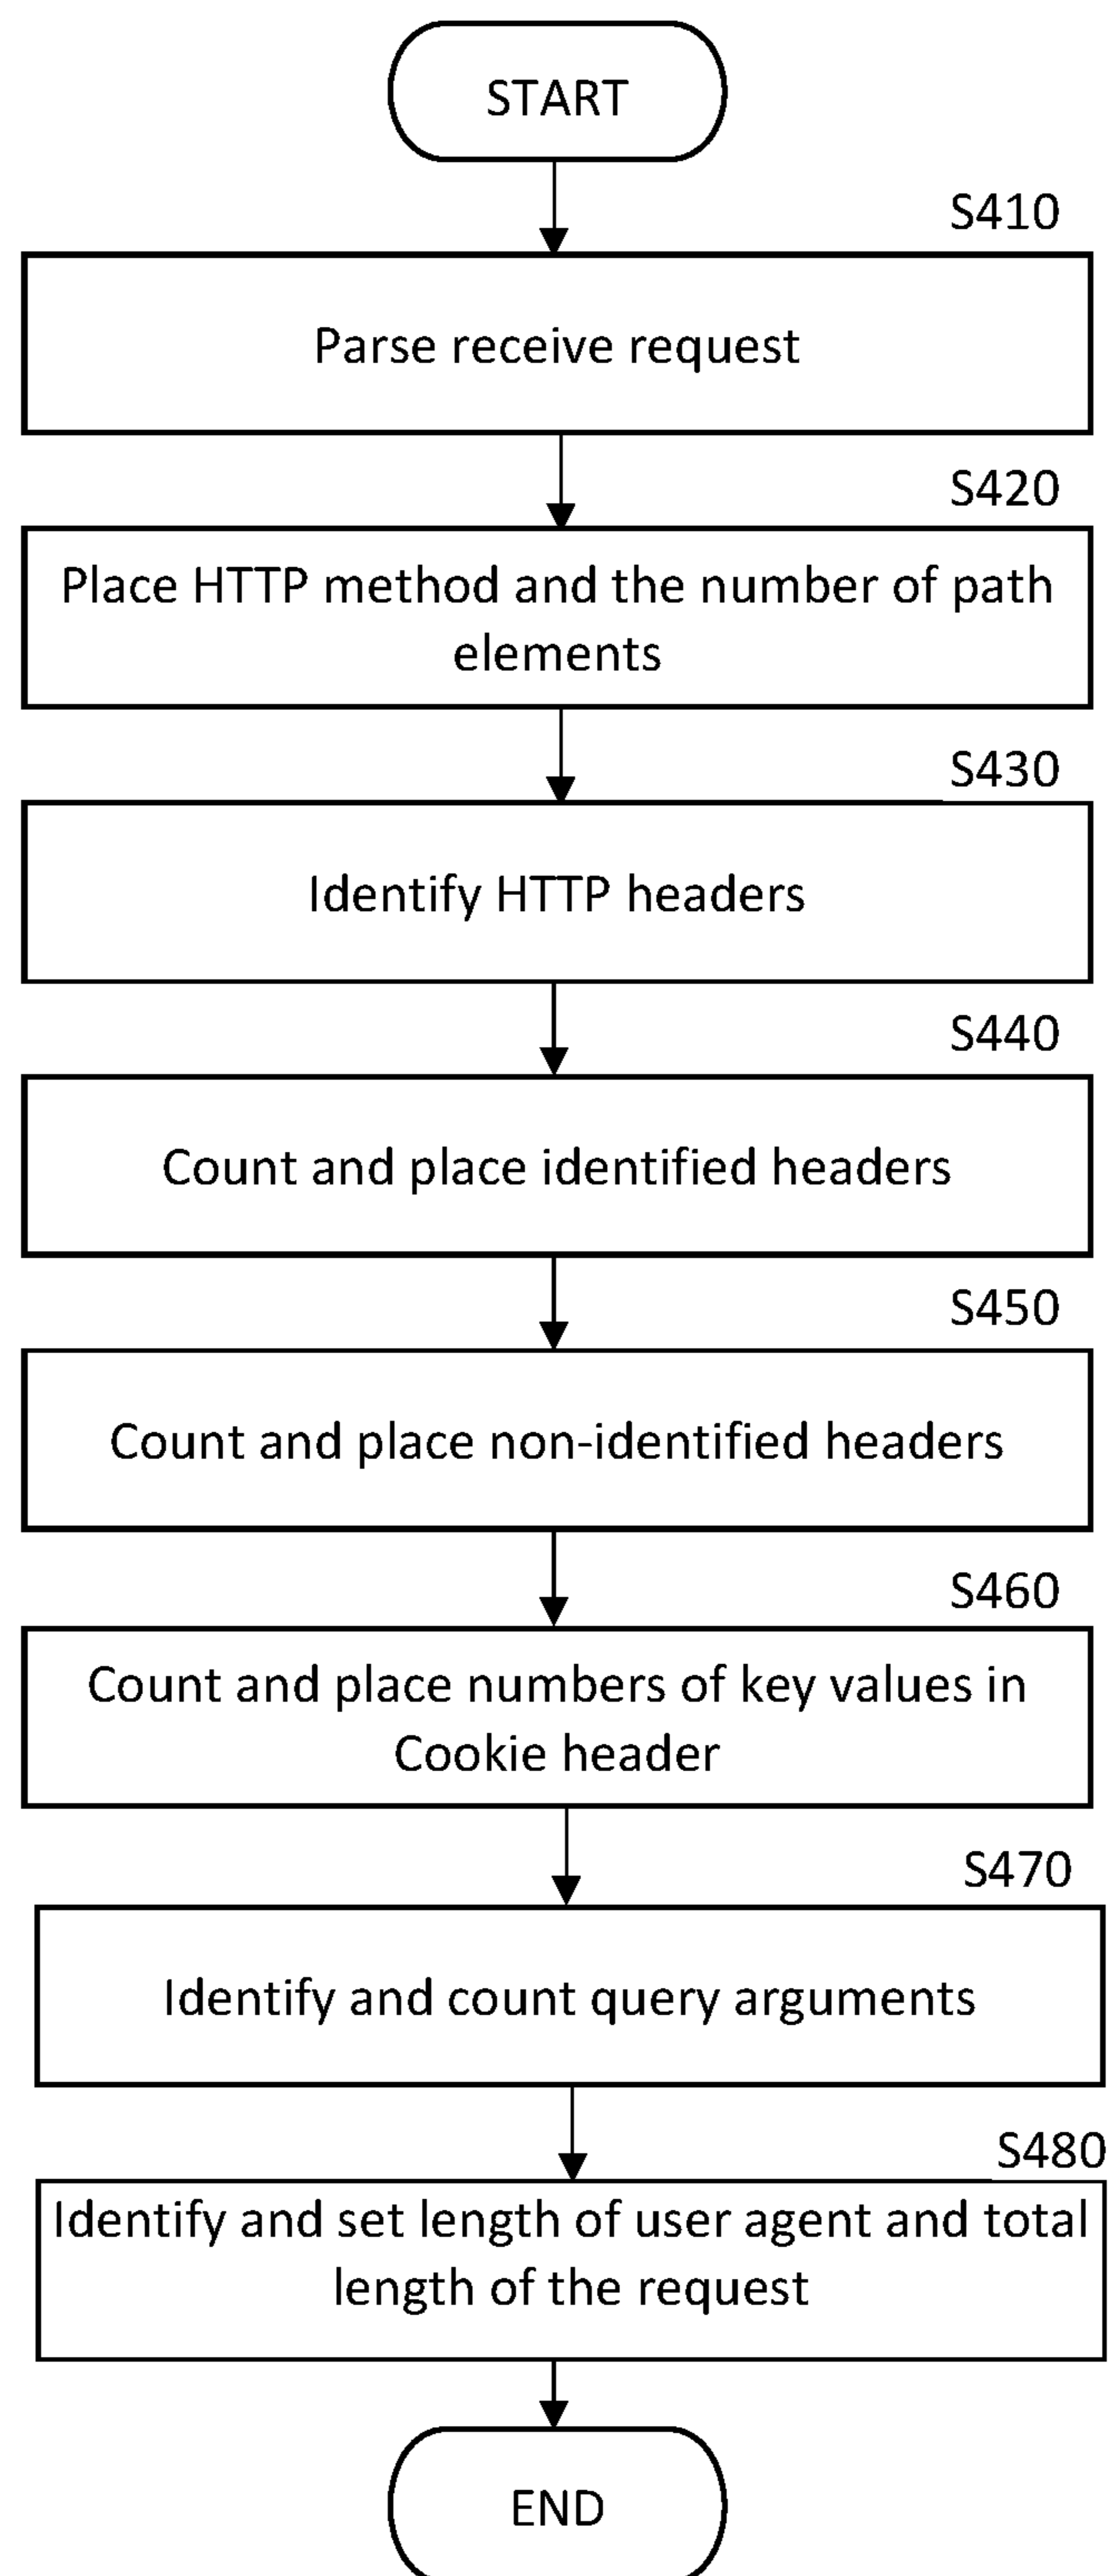 START
S410
Parse receive request
S420
Place HTTP method and the number of path
elements
S430
Identify HTTP headers
S440
Count and place identified headers
S450
Count and place non-identified headers
S460
Count and place numbers of key values in
Cookie header
S470
Identify and count query arguments
S480
Identify and set length of user agent and total
length of the request
END